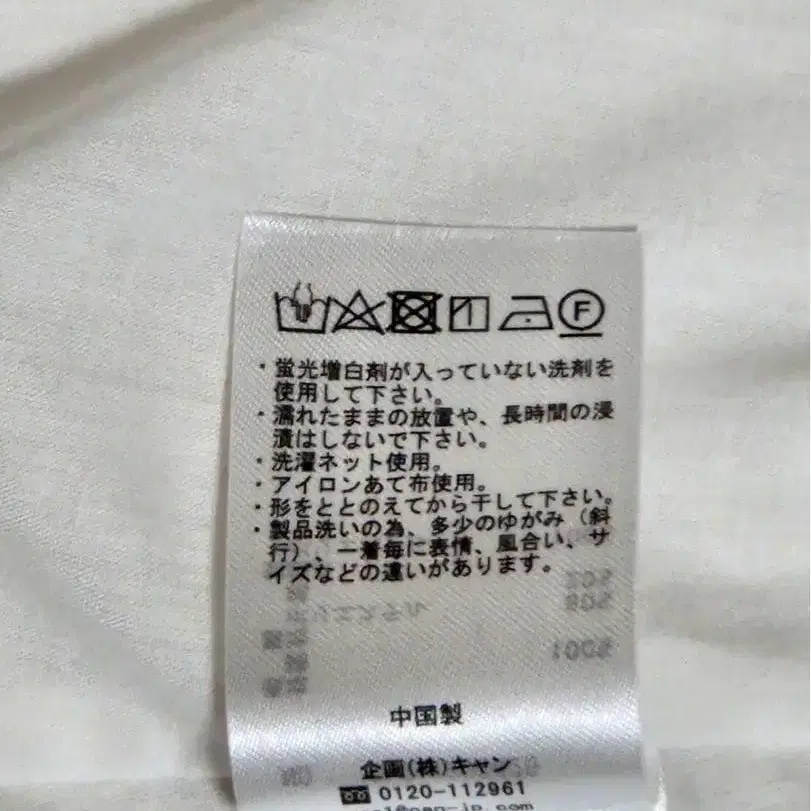 F
・蛍光増白剤が入っていない洗剤を
使用して下さい。
・濡れたままの放置や、長時間の浸
漬はしないで下さい。
・洗濯ネット使用。
・アイロンあて布使用。
・形をととのえてから干して下さい。
・製品洗いの為、多少のゆがみ（斜
行）、一着毎に表情、風合い、サ
イズなどの違いがあります。
中国製
企画(株)キャン
0120-112961